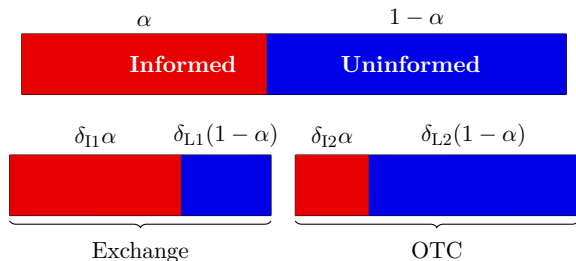 α 1 − α
Informed Uninformed
δI1α δL1(1 − α) δI2α δL2(1 − α)
Exchange OTC